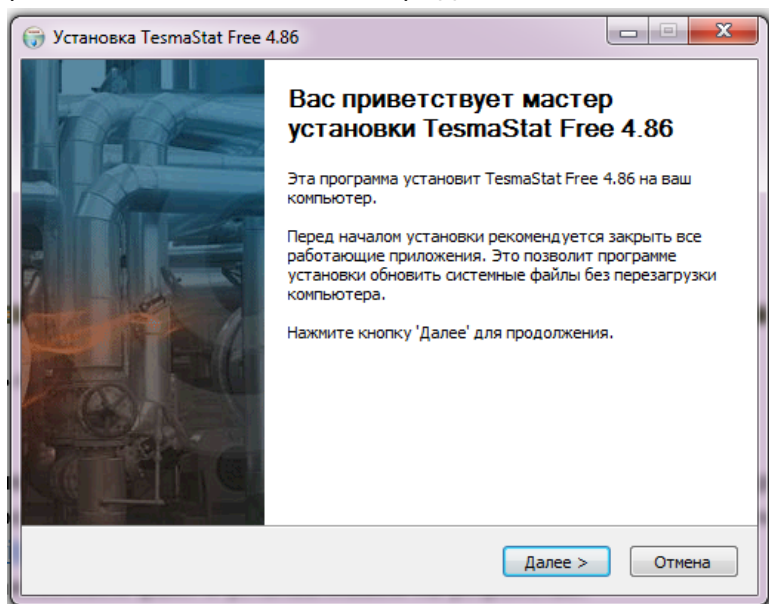 Установка TesmaStat Free 4.86
Вас приветствует мастер
установки TesmaStat Free 4.86
Эта программа установит TesmaStat Free 4.86 на ваш
компьютер.
Перед началом установки рекомендуется закрыть все
работающие приложения. Это позволит программе
установки обновить системные файлы без перезагрузки
компьютера.
Нажмите кнопку 'Далее' для продолжения.
Далее >
Отмена